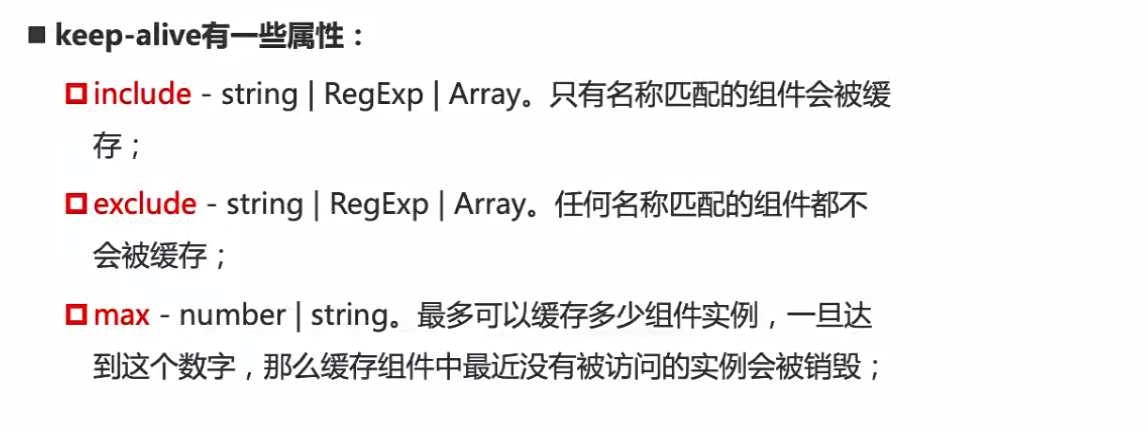 keep-alive有一些属性：
include - string | RegExp | Array。只有名称匹配的组件会被缓
存；
exclude - string | RegExp | Array。任何名称匹配的组件都不
会被缓存；
max - number | string。最多可以缓存多少组件实例，一旦达
到这个数字，那么缓存组件中最近没有被访问的实例会被销毁；